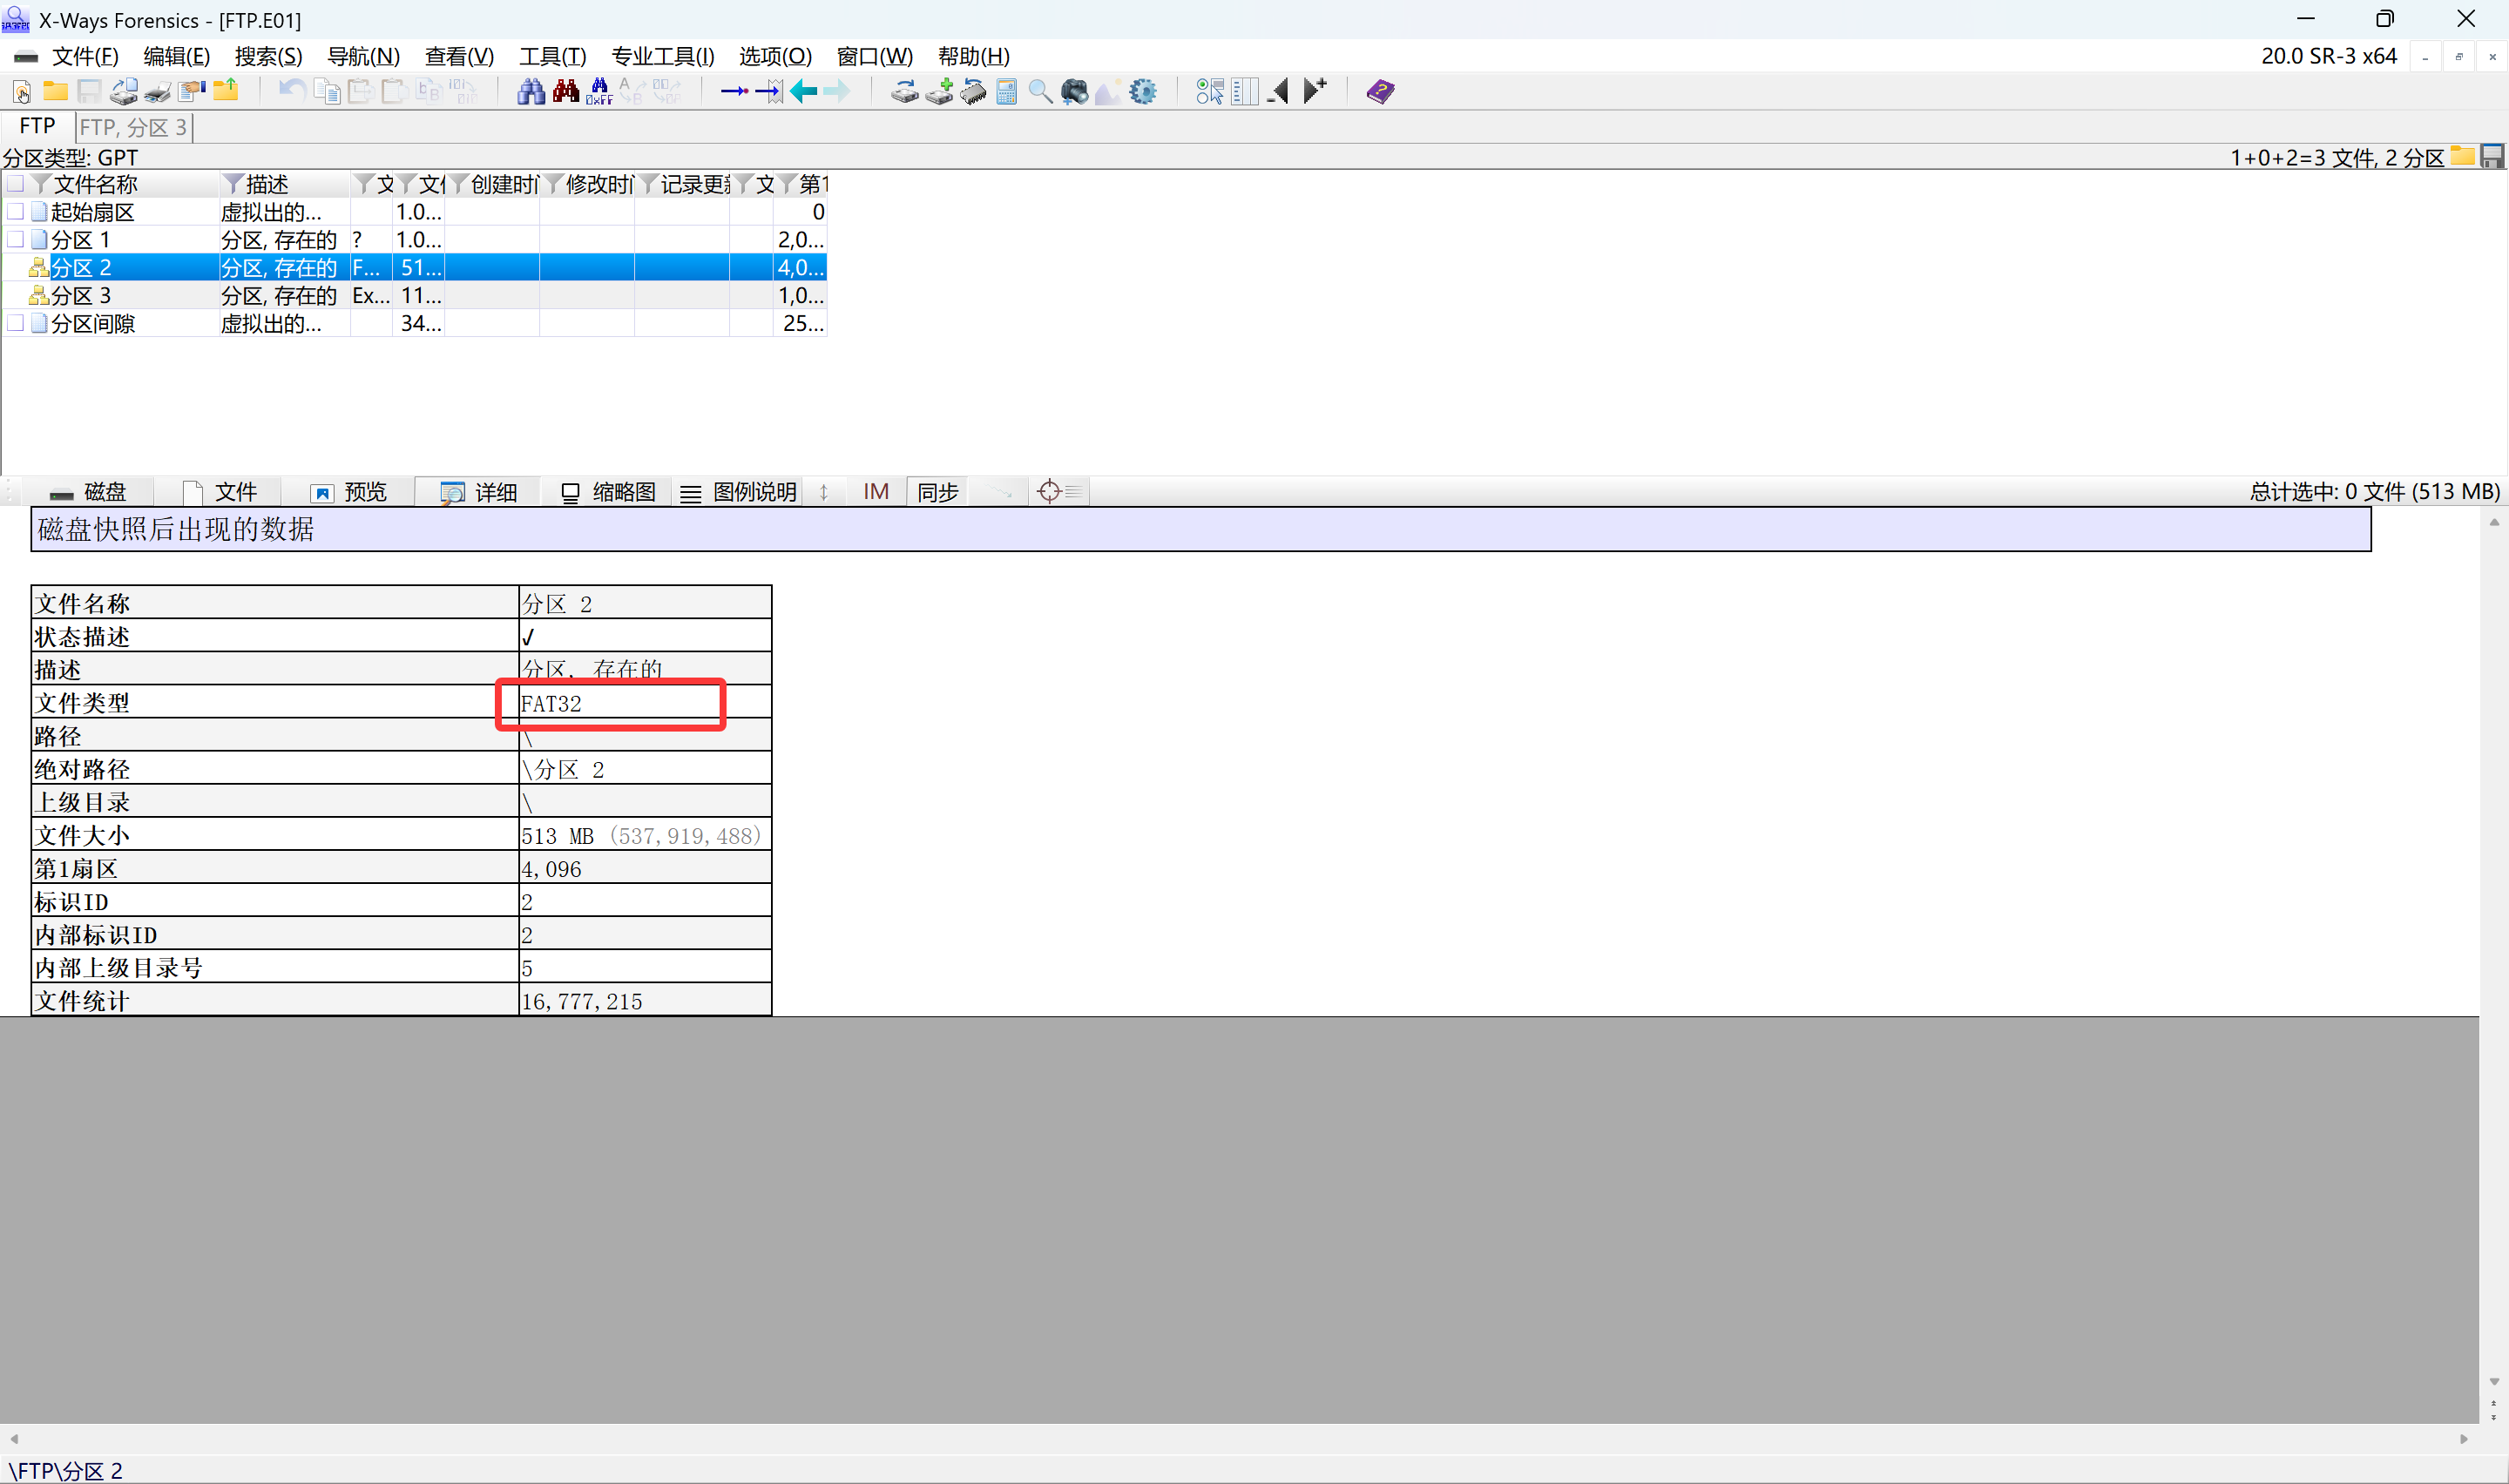 X-Ways Forensics - [FTP.E01]
文件(F) 编辑(E) 搜索(S) 导航(N) 查看(V) 工具(T) 专业工具(I) 选项(O) 窗口(W) 帮助(H) 20.0 SR-3 x64
FTP FTP, 分区 3
分区类型: GPT 1+0+2=3 文件, 2 分区
文件名称 描述 文 文 创建时 修改时 记录更 文 第1
起始扇区 虚拟出的... 1.0... 0
分区 1 分区, 存在的 ? 1.0... 2,0...
分区 2 分区, 存在的 F... 51... 4,0...
分区 3 分区, 存在的 Ex... 11... 1,0...
分区间隙 虚拟出的... 34... 25...
磁盘 文件 预览 详细 缩略图 图例说明 IM 同步 总计选中: 0 文件 (513 MB)
磁盘快照后出现的数据
文件名称 分区 2
状态描述 √
描述 分区, 存在的
文件类型 FAT32
路径 \
绝对路径 \分区 2
上级目录 \
文件大小 513 MB (537,919,488)
第1扇区 4,096
标识ID 2
内部标识ID 2
内部上级目录号 5
文件统计 16,777,215
\FTP\分区 2